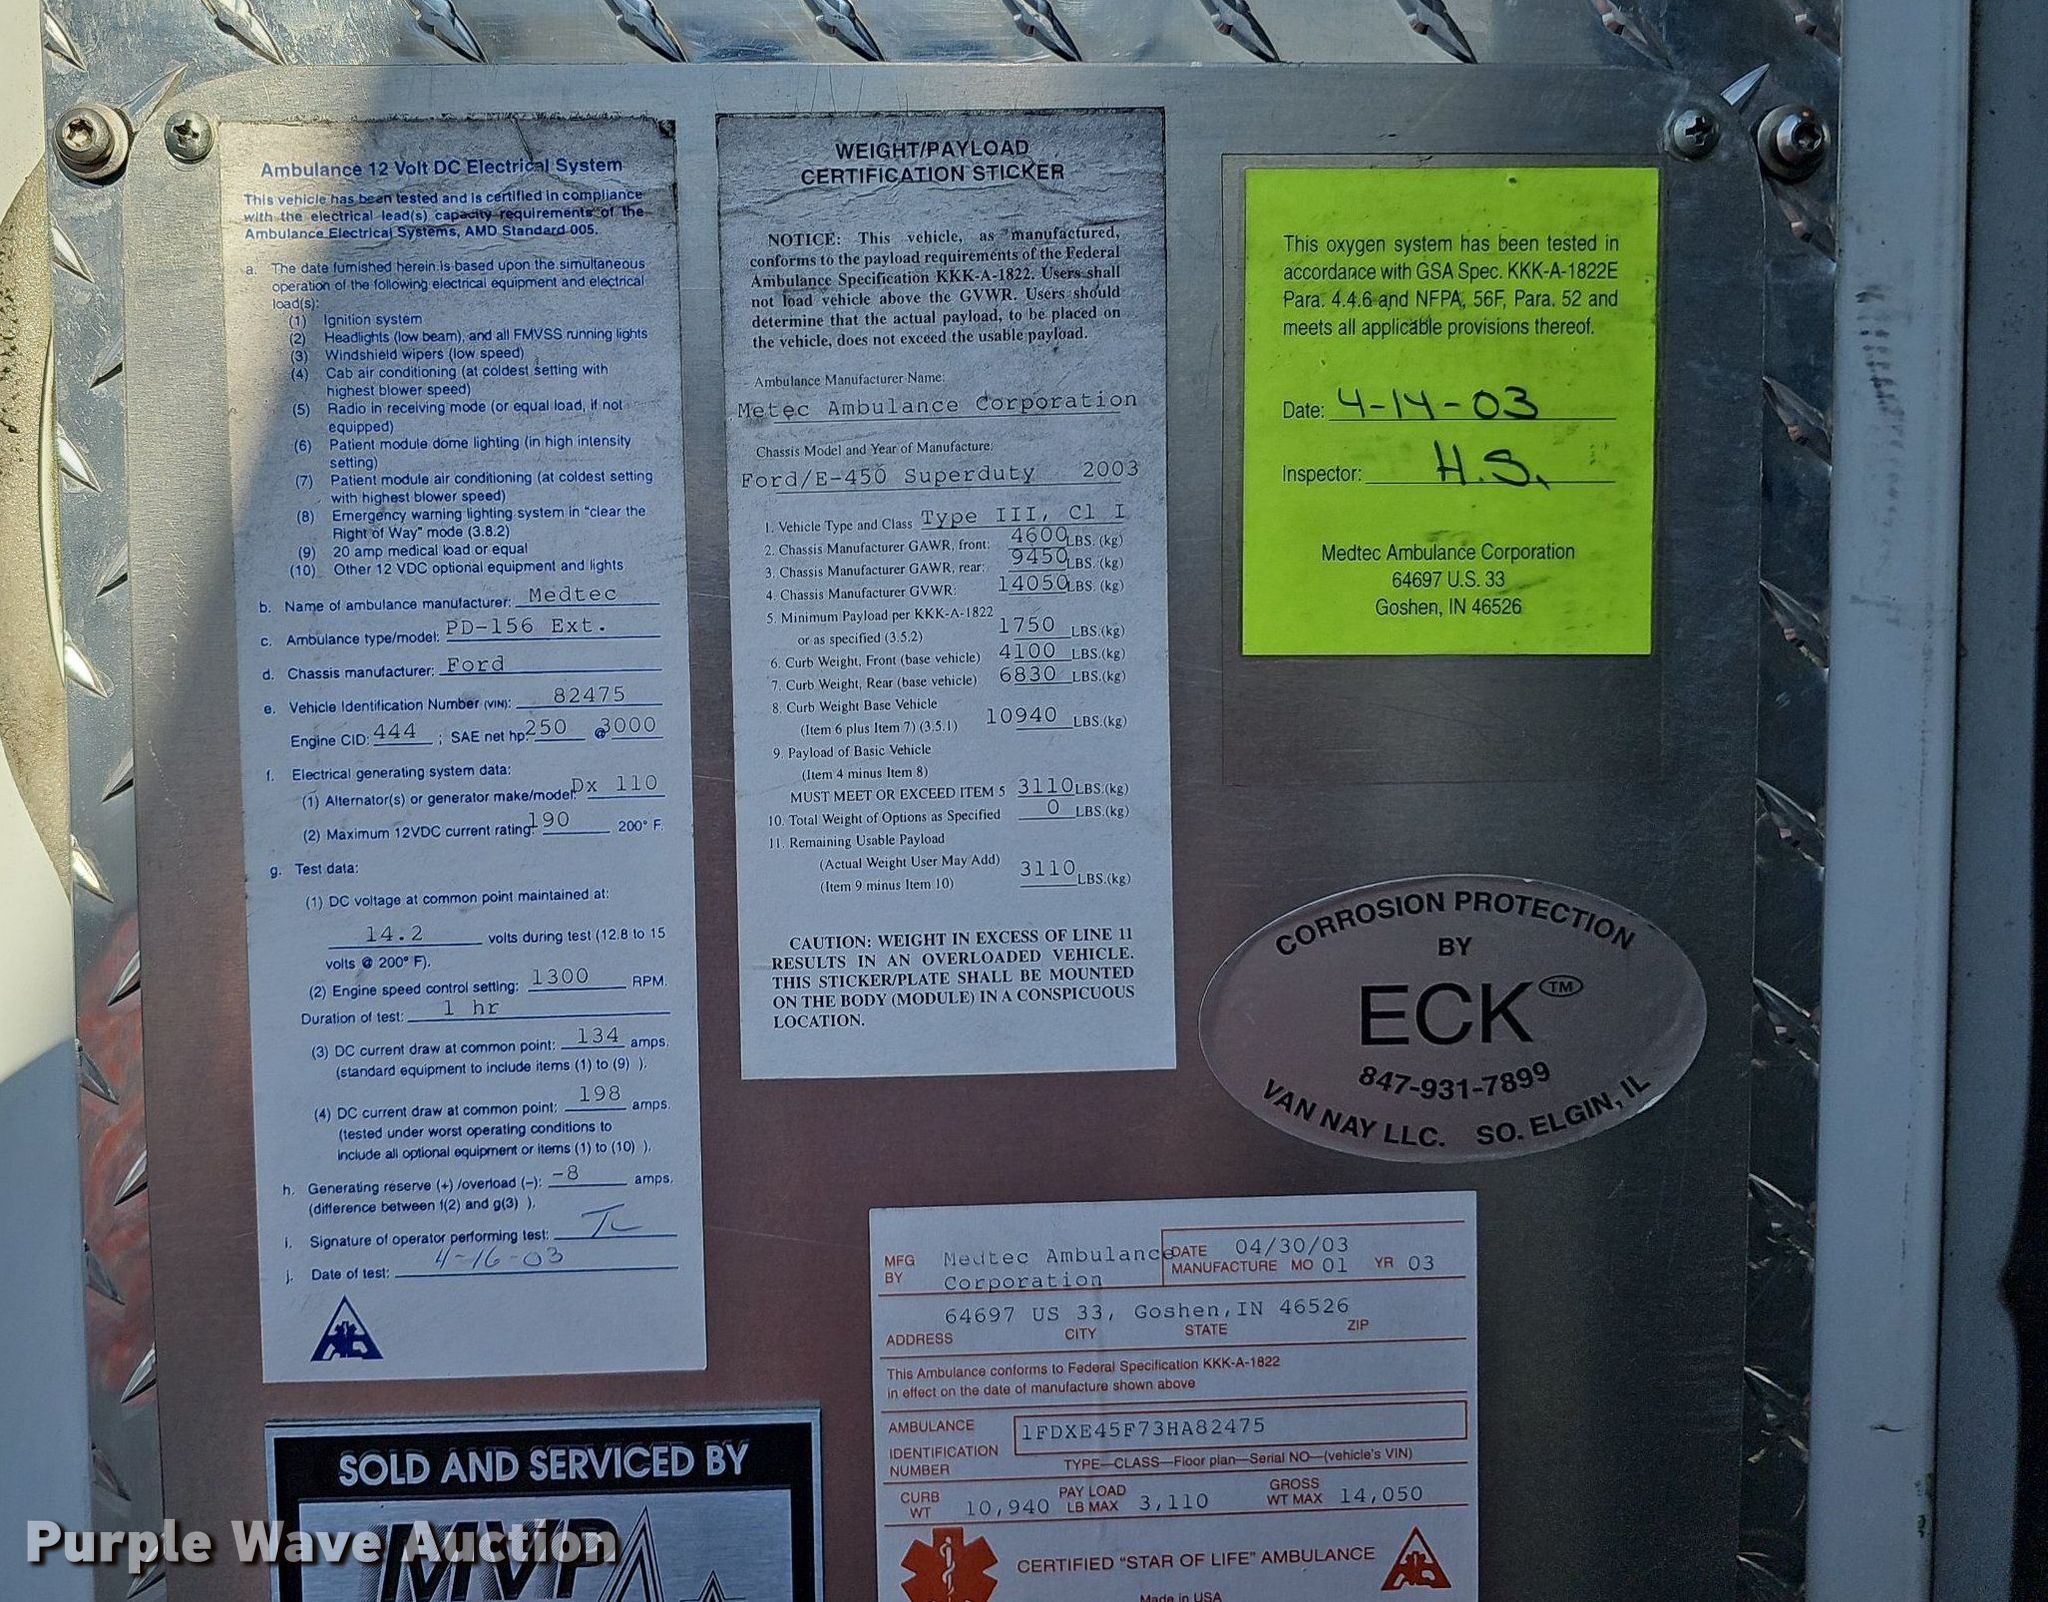 Ambulance 12 Volt DC Electrical System
This vehicle has been tested and is certified in compliance
with the electrical lead(s) capacity requirements of the
Ambulance Electrical Systems, AMD Standard 005.
a. The date furnished herein is based upon the simultaneous
operation of the following electrical equipment and electrical
load(s):
(1) Ignition system
(2) Headlights (low beam), and all FMVSS running lights
(3) Windshield wipers (low speed)
(4) Cab air conditioning (at coldest setting with
highest blower speed)
(5) Radio in receiving mode (or equal load, if not
equipped)
(6) Patient module dome lighting (in high intensity
setting)
(7) Patient module air conditioning (at coldest setting
with highest blower speed)
(8) Emergency warning lighting system in "clear the
Right of Way" mode (3.8.2)
(9) 20 amp medical load or equal
(10) Other 12 VDC optional equipment and lights
b. Name of ambulance manufacturer: Medtec
c. Ambulance type/model: PD-156 Ext.
d. Chassis manufacturer: Ford
e. Vehicle Identification Number (VIN): 82475
Engine CID: 444 ; SAE net hp: 250 @ 3000
f. Electrical generating system data:
(1) Alternator(s) or generator make/model: Dx 110
(2) Maximum 12VDC current rating: 190 200° F.
g. Test data:
(1) DC voltage at common point maintained at:
14.2 volts during test (12.8 to 15
volts @ 200° F).
(2) Engine speed control setting: 1300 RPM.
Duration of test: 1 hr
(3) DC current draw at common point: 134 amps.
(standard equipment to include items (1) to (9) ).
(4) DC current draw at common point: 198 amps.
(tested under worst operating conditions to
include all optional equipment or items (1) to (10) ).
h. Generating reserve (+) /overload (-): -8 amps.
(difference between f(2) and g(3) ).
i. Signature of operator performing test: TL
j. Date of test: 4-16-03
WEIGHT/PAYLOAD
CERTIFICATION STICKER
NOTICE: This vehicle, as manufactured,
conforms to the payload requirements of the Federal
Ambulance Specification KKK-A-1822. Users shall
not load vehicle above the GVWR. Users should
determine that the actual payload, to be placed on
the vehicle, does not exceed the usable payload.
Ambulance Manufacturer Name:
Metec Ambulance Corporation
Chassis Model and Year of Manufacture:
Ford/E-450 Superduty 2003
1. Vehicle Type and Class Type III, Cl I
2. Chassis Manufacturer GAWR, front: 4600 LBS. (kg)
3. Chassis Manufacturer GAWR, rear: 9450 LBS. (kg)
4. Chassis Manufacturer GVWR: 14050 LBS. (kg)
5. Minimum Payload per KKK-A-1822
or as specified (3.5.2) 1750 LBS.(kg)
6. Curb Weight, Front (base vehicle) 4100 LBS.(kg)
7. Curb Weight, Rear (base vehicle) 6830 LBS.(kg)
8. Curb Weight Base Vehicle
(Item 6 plus Item 7) (3.5.1) 10940 LBS.(kg)
9. Payload of Basic Vehicle
(Item 4 minus Item 8)
MUST MEET OR EXCEED ITEM 5 3110 LBS.(kg)
10. Total Weight of Options as Specified 0 LBS.(kg)
11. Remaining Usable Payload
(Actual Weight User May Add)
(Item 9 minus Item 10) 3110 LBS.(kg)
CAUTION: WEIGHT IN EXCESS OF LINE 11
RESULTS IN AN OVERLOADED VEHICLE.
THIS STICKER/PLATE SHALL BE MOUNTED
ON THE BODY (MODULE) IN A CONSPICUOUS
LOCATION.
This oxygen system has been tested in
accordance with GSA Spec. KKK-A-1822E
Para. 4.4.6 and NFPA, 56F, Para. 52 and
meets all applicable provisions thereof.
Date: 4-14-03
Inspector: H.S.
Medtec Ambulance Corporation
64697 U.S. 33
Goshen, IN 46526
CORROSION PROTECTION
BY
ECK™
847-931-7899
VAN NAY LLC. SO. ELGIN, IL
MFG BY Medtec Ambulance Corporation
DATE 04/30/03
MANUFACTURE MO 01 YR 03
64697 US 33, Goshen, IN 46526
ADDRESS CITY STATE ZIP
This Ambulance conforms to Federal Specification KKK-A-1822
in effect on the date of manufacture shown above
AMBULANCE
IDENTIFICATION
NUMBER
1FDXE45F73HA82475
TYPE—CLASS—Floor plan—Serial NO—(vehicle's VIN)
CURB WT 10,940 PAY LOAD LB MAX 3,110 GROSS WT MAX 14,050
CERTIFIED "STAR OF LIFE" AMBULANCE
Made in USA
SOLD AND SERVICED BY
MVP
Purple Wave Auction